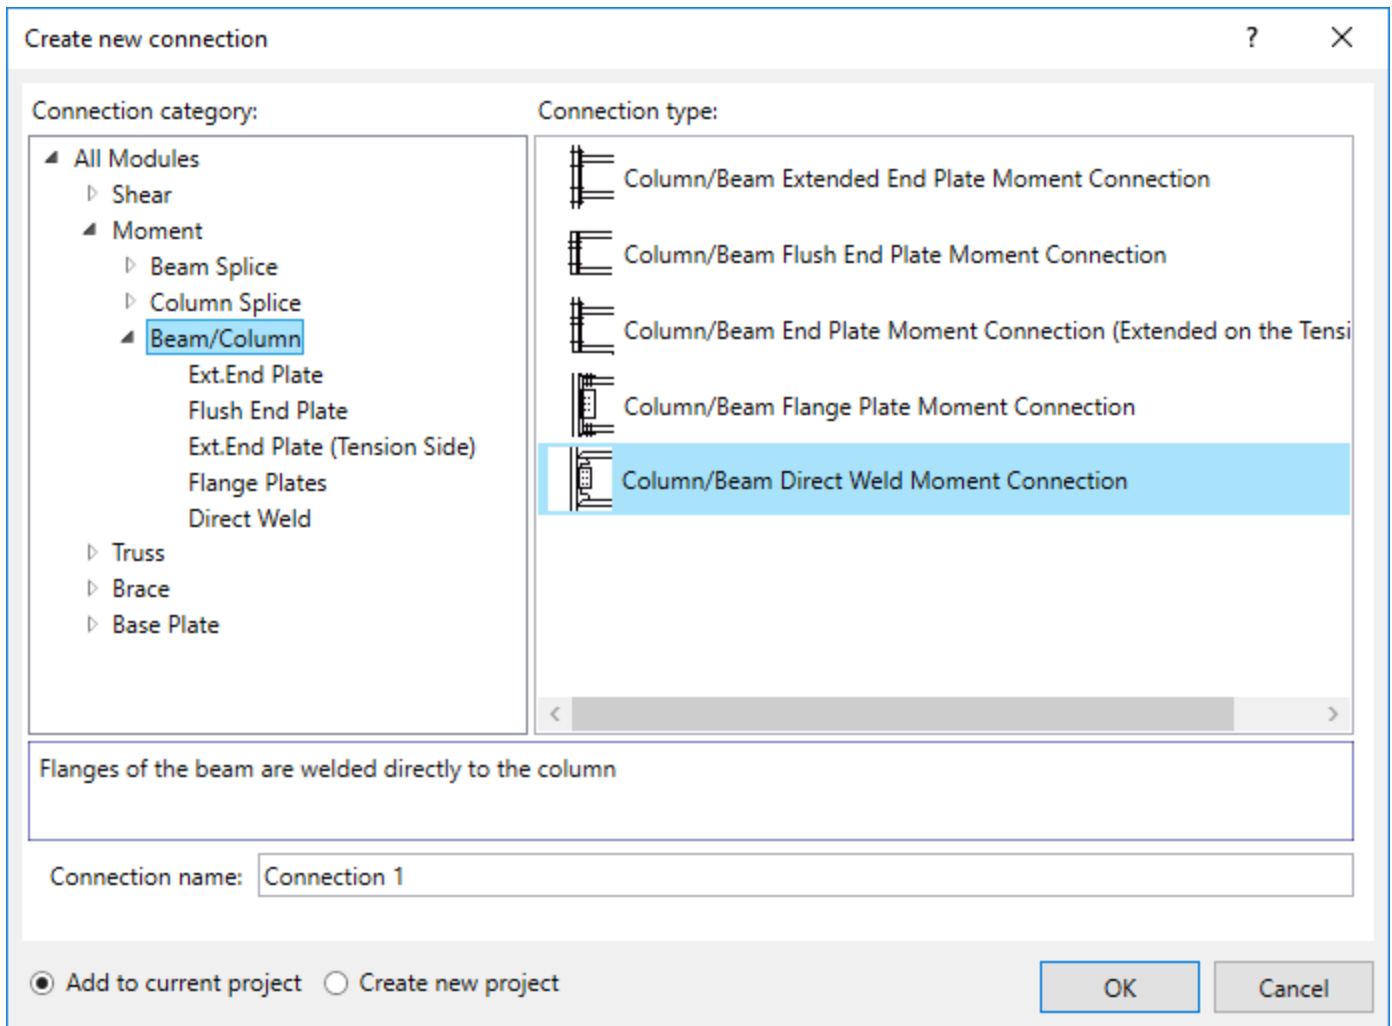 Create new connection
?
Connection category:
Connection type:
All Modules
Shear
Moment
Beam Splice
Column Splice
Beam/Column
Ext.End Plate
Flush End Plate
Ext.End Plate (Tension Side)
Flange Plates
Direct Weld
Truss
Brace
Base Plate
Column/Beam Extended End Plate Moment Connection
Column/Beam Flush End Plate Moment Connection
Column/Beam End Plate Moment Connection (Extended on the Tensi
Column/Beam Flange Plate Moment Connection
Column/Beam Direct Weld Moment Connection
Flanges of the beam are welded directly to the column
Connection name: Connection 1
Add to current project
Create new project
OK
Cancel